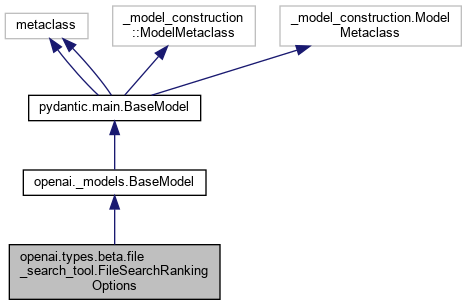 metaclass
_model_construction
::ModelMetaclass
_model_construction.Model
Metaclass
pydantic.main.BaseModel
openai._models.BaseModel
openai.types.beta.file
_search_tool.FileSearchRanking
Options